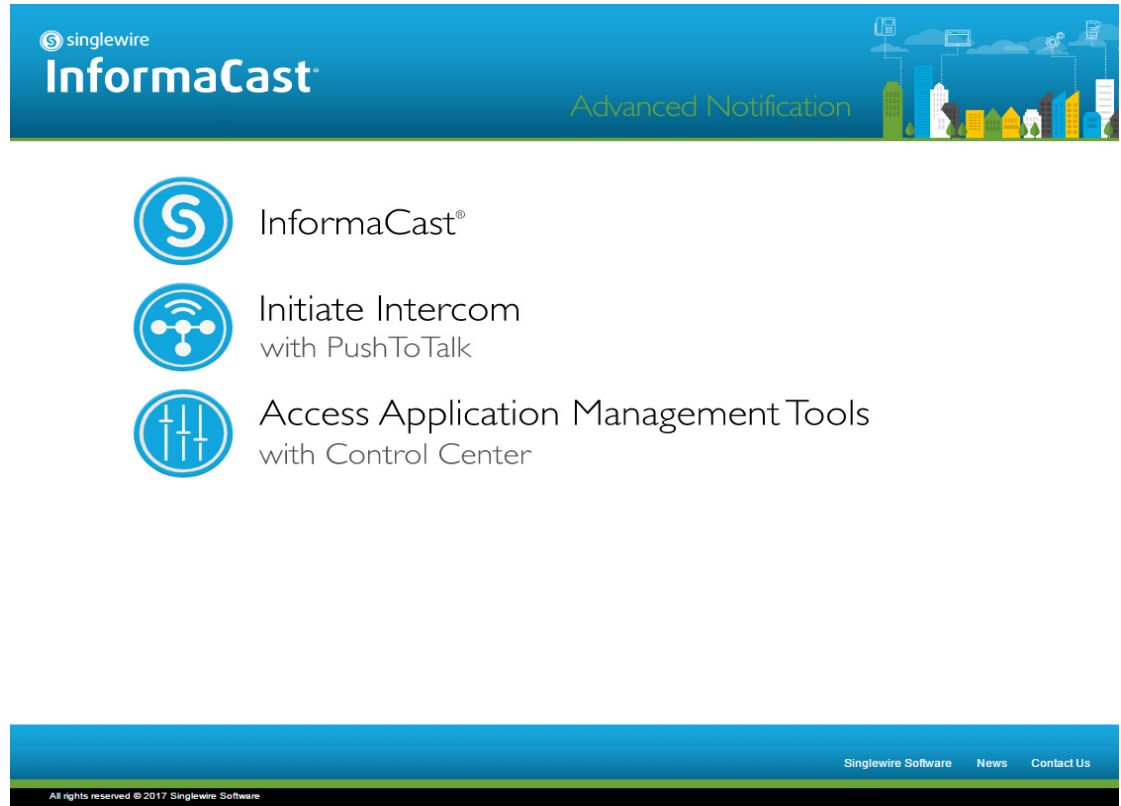 singlewire
InformaCast®
Advanced Notification
InformaCast®
Initiate Intercom
with PushToTalk
Access Application Management Tools
with Control Center
Singlewire Software News Contact Us
All rights reserved © 2017 Singlewire Software